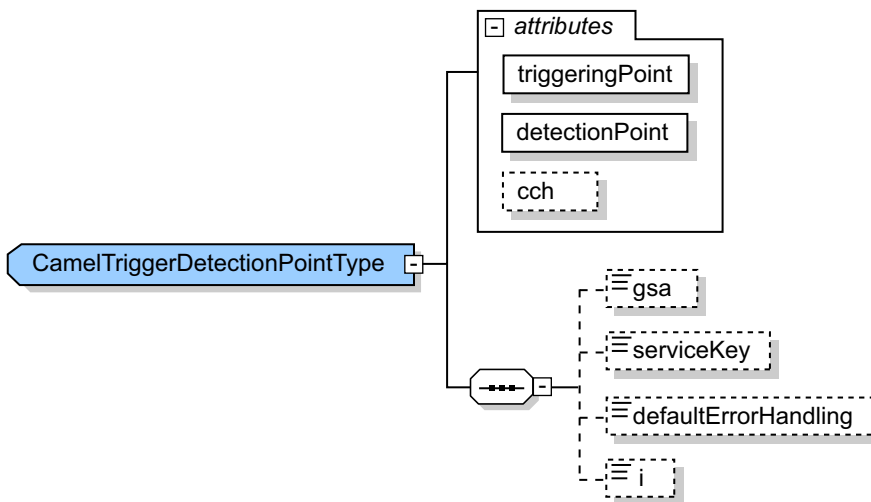 attributes
triggeringPoint
detectionPoint
cch
CamelTriggerDetectionPointType
gsa
serviceKey
defaultErrorHandling
i